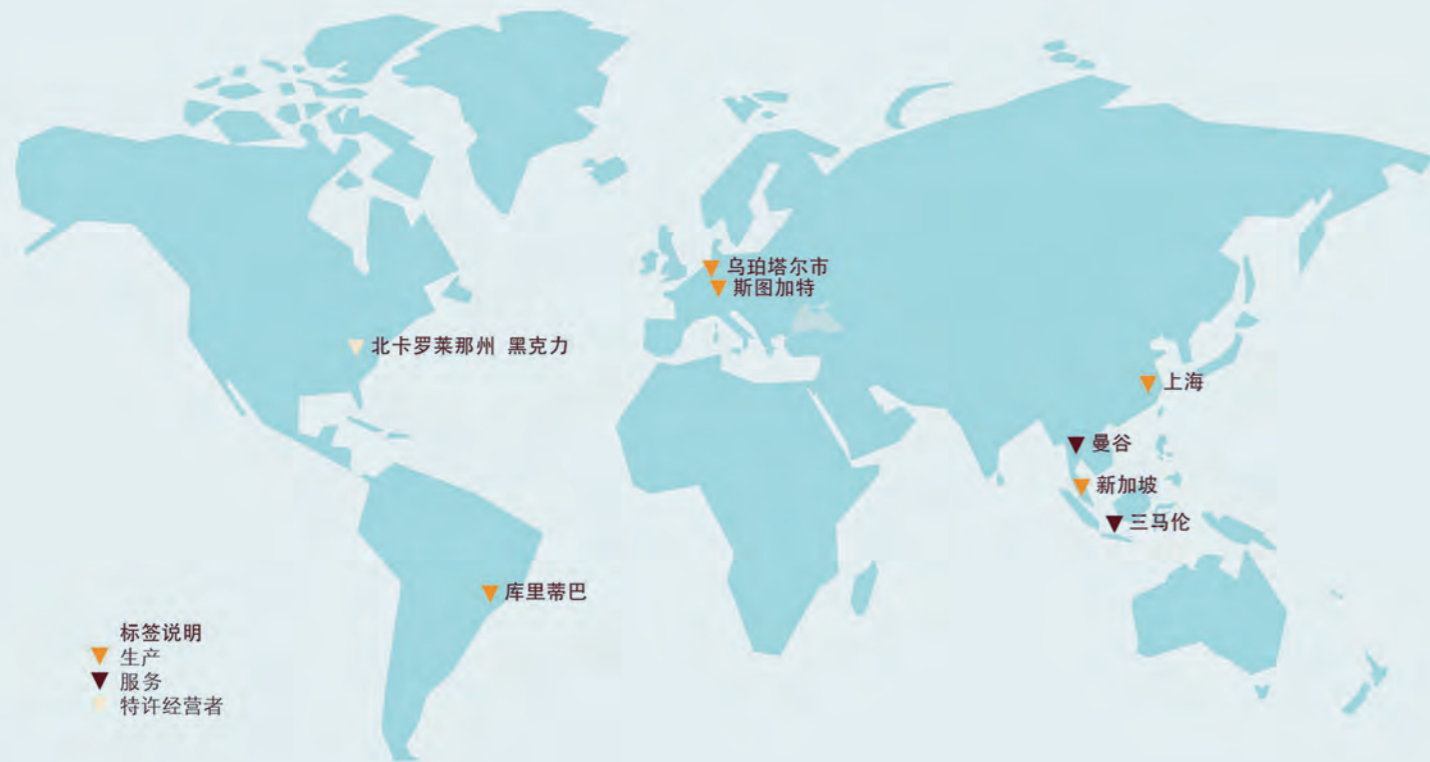 乌珀塔尔市
斯图加特
北卡罗莱那州 黑克力
上海
曼谷
新加坡
三马伦
库里蒂巴
标签说明
生产
服务
特许经营者